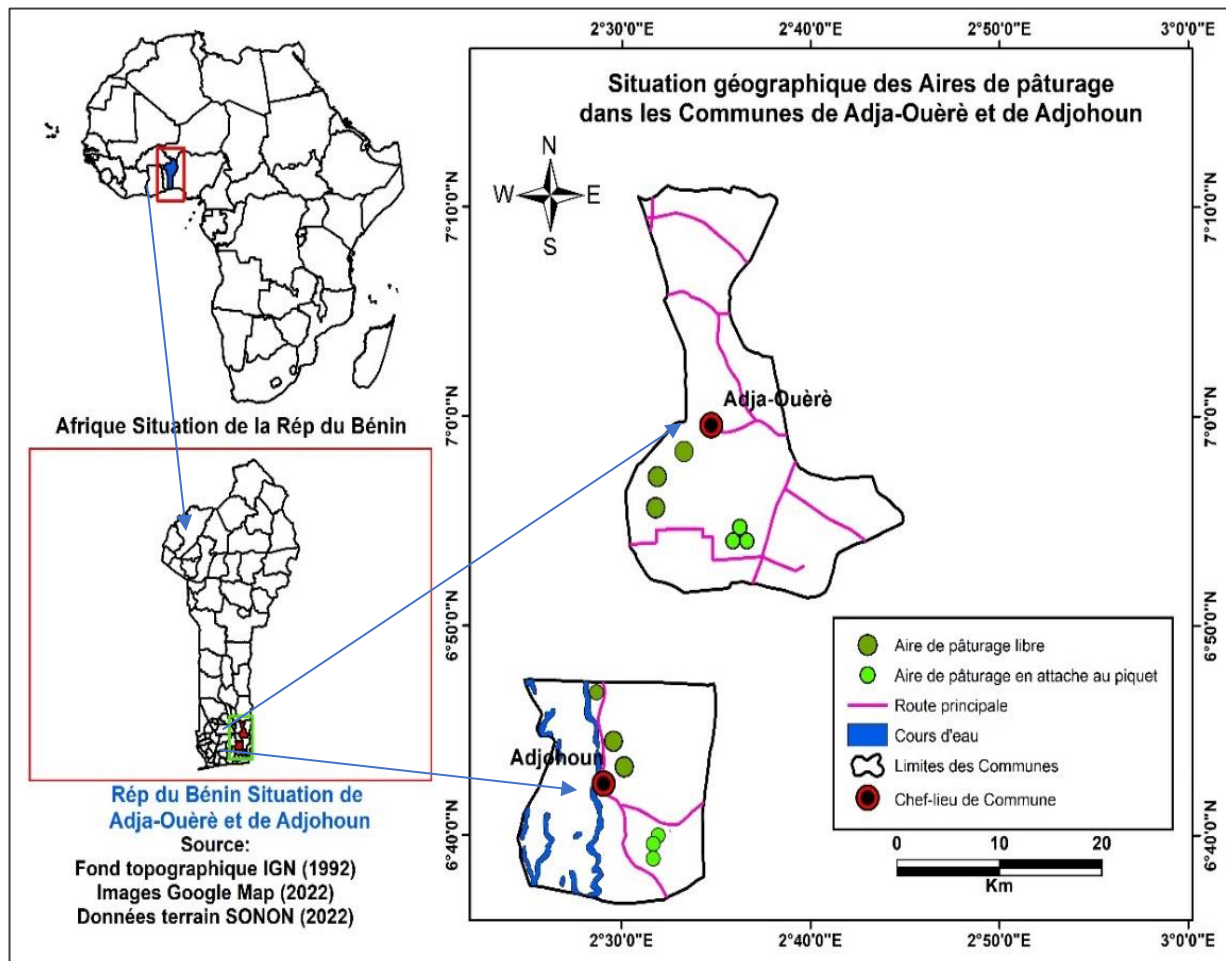 2°30'0"E
2°40'0"E
2°50'0"E
3°0'0"E
Situation géographique des Aires de pâturage
dans les Communes de Adja-Ouèrè et de Adjohoun
N
W
E
S
7°10'0"N
7°0'0"N
6°50'0"N
6°40'0"N
7°10'0"N
7°0'0"N
6°50'0"N
6°40'0"N
Afrique Situation de la Rép du Bénin
Adja-Ouèrè
Adjohoun
Rép du Bénin Situation de
Adja-Ouèrè et de Adjohoun
Source:
Fond topographique IGN (1992)
Images Google Map (2022)
Données terrain SONON (2022)
Aire de pâturage libre
Aire de pâturage en attache au piquet
Route principale
Cours d'eau
Limites des Communes
Chef-lieu de Commune
0
10
20
Km
2°30'0"E
2°40'0"E
2°50'0"E
3°0'0"E